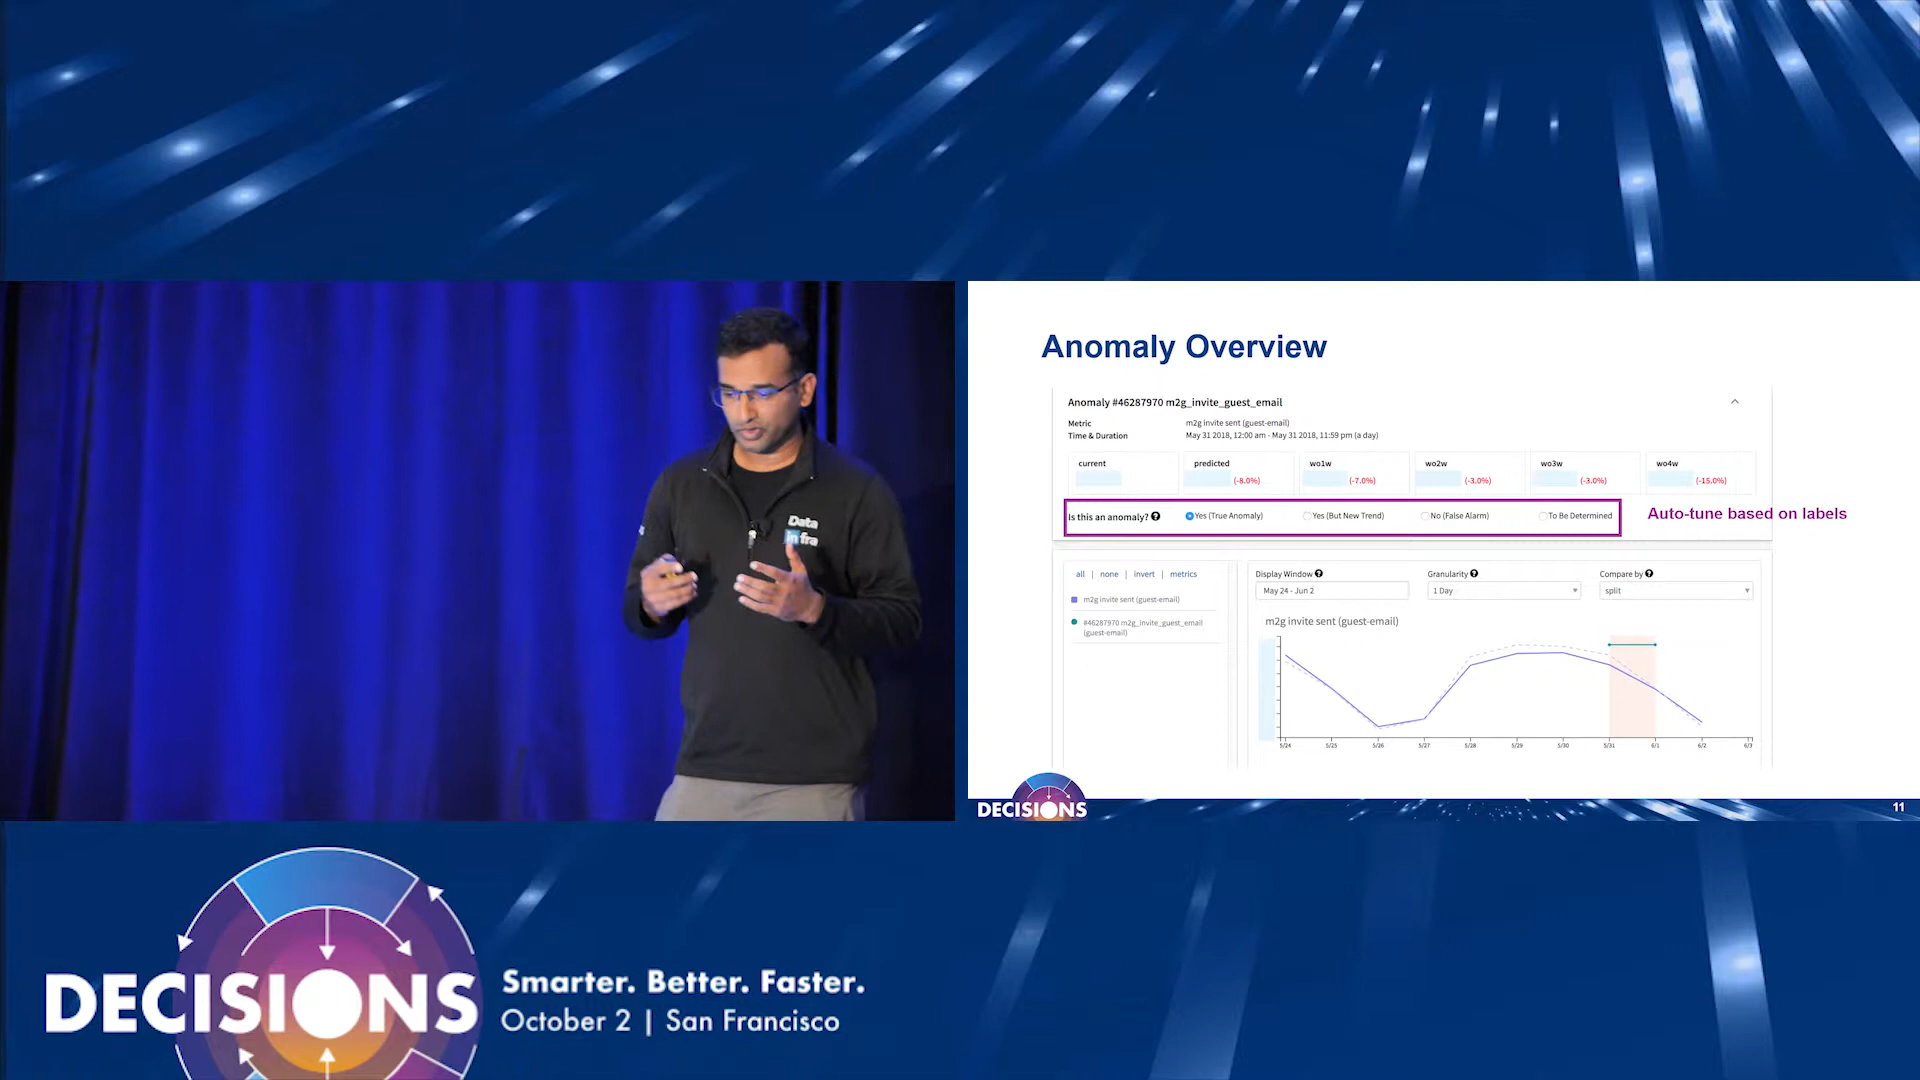 Data
in fra
Anomaly Overview
Anomaly #46287970 m2g_invite_guest_email
Metric m2g invite sent (guest-email)
Time & Duration May 31 2018, 12:00 am - May 31 2018, 11:59 pm (a day)
current predicted wo1w wo2w wo3w wo4w
(-8.0%) (-7.0%) (-3.0%) (-3.0%) (-15.0%)
Is this an anomaly? Yes (True Anomaly) Yes (But New Trend) No (False Alarm) To Be Determined
Auto-tune based on labels
all | none | invert | metrics
m2g invite sent (guest-email)
#46287970 m2g_invite_guest_email
(guest-email)
Display Window Granularity Compare by
May 24 - Jun 2 1 Day split
m2g invite sent (guest-email)
5/24 5/25 5/26 5/27 5/28 5/29 5/30 5/31 6/1 6/2 6/3
DECISIONS
11
DECISIONS
Smarter. Better. Faster.
October 2 | San Francisco